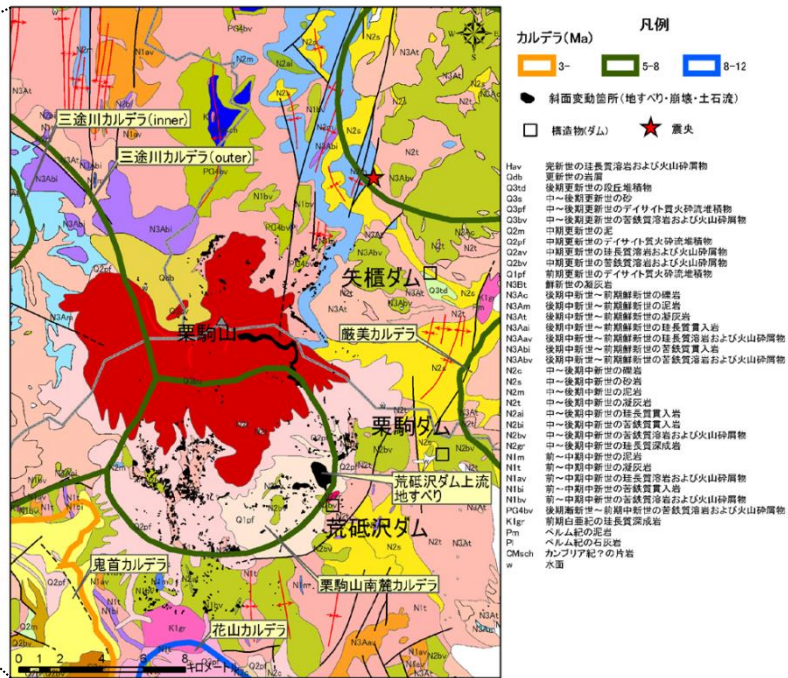 凡例
カルデラ(Ma)
3-
5-8
8-12
斜面変動箇所(地すべり・崩壊・土石流)
構造物(ダム)
震央
Hav 完新世の珪長質溶岩および火山砕屑物
Qdb 更新世の岩屑
Q3td 後期更新世の段丘堆積物
Q3s 中～後期更新世の砂
Q3pf 中～後期更新世のデイサイト質火砕流堆積物
Q3bv 中～後期更新世の苦鉄質溶岩および火山砕屑物
Q2m 中期更新世の泥
Q2pf 中期更新世のデイサイト質火砕流堆積物
Q2av 中期更新世の珪長質溶岩および火山砕屑物
Q2bv 中期更新世の苦鉄質溶岩および火山砕屑物
Q1pf 前期更新世のデイサイト質火砕流堆積物
N3Bt 鮮新世の凝灰岩
N3Ac 後期中新世～前期鮮新世の礫岩
N3Am 後期中新世～前期鮮新世の泥岩
N3At 後期中新世～前期鮮新世の凝灰岩
N3Aai 後期中新世～前期鮮新世の珪長質貫入岩
N3Aav 後期中新世～前期鮮新世の珪長質溶岩および火山砕屑物
N3Abi 後期中新世～前期鮮新世の苦鉄質貫入岩
N3Abv 後期中新世～前期鮮新世の苦鉄質溶岩および火山砕屑物
N2c 中～後期中新世の礫岩
N2s 中～後期中新世の砂岩
N2m 中～後期中新世の泥岩
N2t 中～後期中新世の凝灰岩
N2ai 中～後期中新世の珪長質貫入岩
N2bi 中～後期中新世の苦鉄質貫入岩
N2bv 中～後期中新世の苦鉄質溶岩および火山砕屑物
N2gr 中～後期中新世の珪長質深成岩
N1m 前～中期中新世の泥岩
N1t 前～中期中新世の凝灰岩
N1av 前～中期中新世の珪長質溶岩および火山砕屑物
N1bi 前～中期中新世の苦鉄質貫入岩
N1bv 前～中期中新世の苦鉄質溶岩および火山砕屑物
PG4bv 後期漸新世～前期中新世の苦鉄質溶岩および火山砕屑物
K1gr 前期白亜紀の珪長質深成岩
Pm ペルム紀の泥岩
Pl ペルム紀の石灰岩
CMsch カンブリア紀?の片岩
w 水面
三途川カルデラ(inner)
三途川カルデラ(outer)
矢櫃ダム
厳美カルデラ
栗駒山
栗駒ダム
荒砥沢ダム上流
地すべり
荒砥沢ダム
鬼首カルデラ
栗駒山南麓カルデラ
花山カルデラ
0 1 2 4 6 8
キロメートル